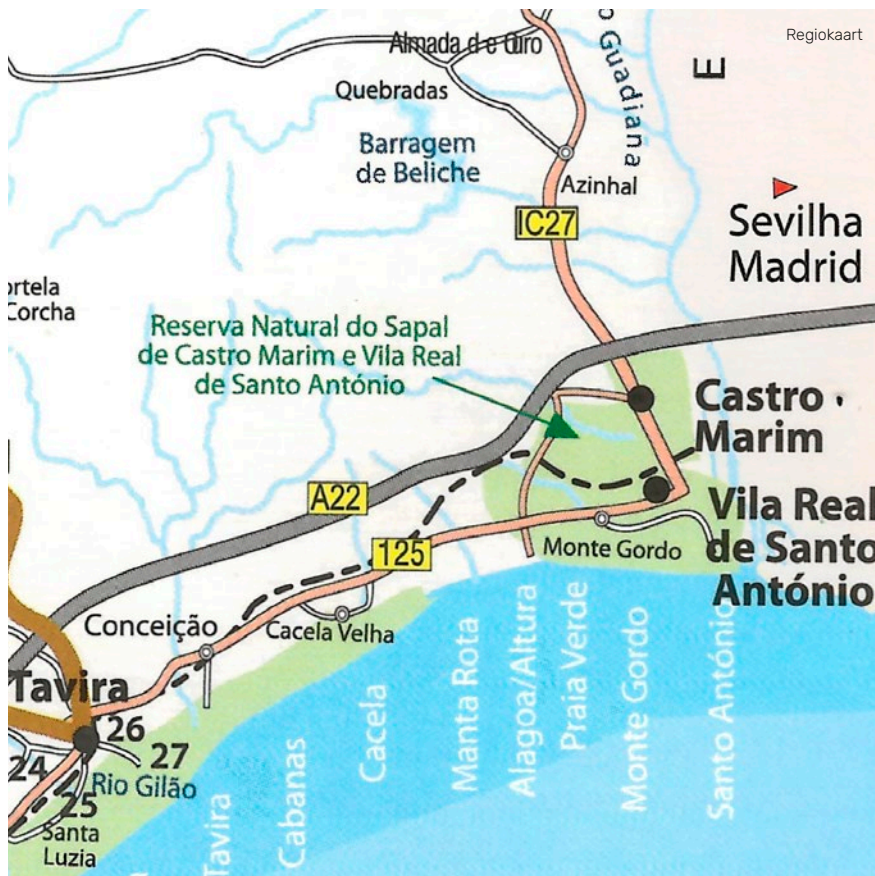 Regiokaart
Almada de Ouro
o Guadiana
E
Quebradas
Barragem
de Beliche
Azinhal
IC27
Sevilha
Madrid
ortela
Corcha
Reserva Natural do Sapal
de Castro Marim e Vila Real
de Santo António
Castro
Marim
A22
Vila Real
de Santo
António
125
Monte Gordo
Conceição
Cacela Velha
Tavira
26
27
24
25
Rio Gilão
Santa
Luzia
Tavira
Cabanas
Cacela
Manta Rota
Alagoa/Altura
Praia Verde
Monte Gordo
Santo António